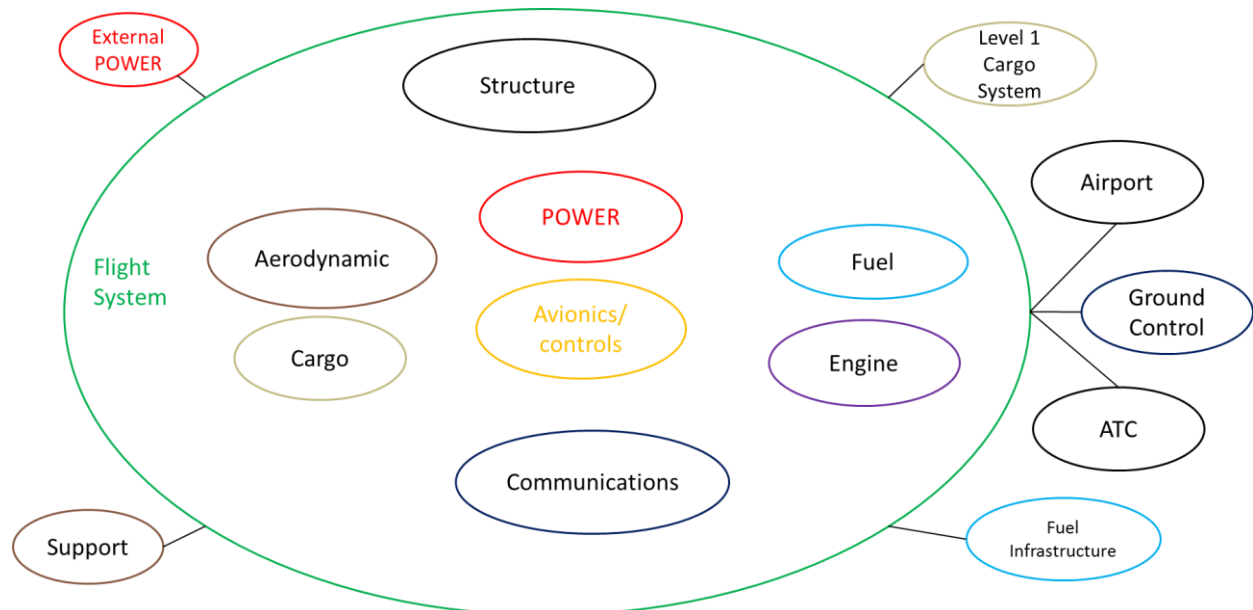 External
POWER
Level 1
Cargo
System
Structure
Airport
POWER
Aerodynamic
Fuel
Flight
System
Ground
Control
Avionics/
controls
Cargo
Engine
ATC
Communications
Support
Fuel
Infrastructure